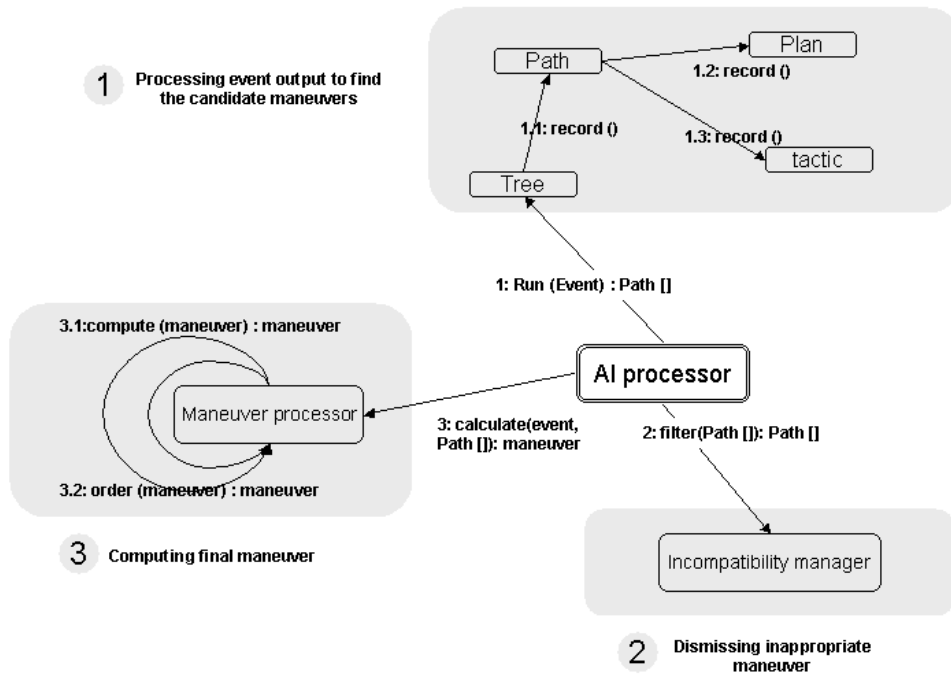 1
Processing event output to find
the candidate maneuvers
Path
Plan
1.2: record ()
1.1: record ()
1.3: record ()
tactic
Tree
1: Run (Event) : Path []
3.1:compute (maneuver) : maneuver
AI processor
Maneuver processor
3: calculate(event,
Path []): maneuver
2: filter(Path []): Path []
3.2: order (maneuver) : maneuver
3
Computing final maneuver
Incompatibility manager
2
Dismissing inappropriate
maneuver